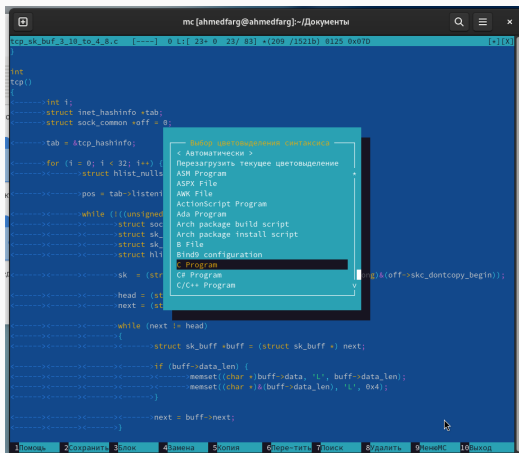 mc [ahmedfarg@ahmedfarg]:~/Документы
tcp_sk_buf_3_10_to_4_8.c [----] 0 L:[ 23+ 0 23/ 83] *(209 /1521b) 0125 0x07D [*][X]
}
int
tcp()
{
int i;
struct inet_hashinfo *tab;
struct sock_common *off = 0;
tab = &tcp_hashinfo;
for (i = 0; i < 32; i++) {
struct hlist_nulls
pos = tab->listeni
while (!((unsigned
struct soc
struct sk_
struct sk_
struct hli
sk = (str
ong)&(off->skc_dontcopy_begin));
head = (st
next = (st
while (next != head)
{
struct sk_buff *buff = (struct sk_buff *) next;
if (buff->data_len) {
memset((char *)buff->data, 'L', buff->data_len);
memset((char *)&(buff->data_len), 'L', 0x4);
}
next = buff->next;
}
Выбор цветовыделения синтаксиса
< Автоматически >
Перезагрузить текущее цветовыделение
ASM Program
ASPX File
AWK File
ActionScript Program
Ada Program
Arch package build script
Arch package install script
B File
Bind9 configuration
C Program
C# Program
C/C++ Program
1Помощь 2Сохранить 3Блок 4Замена 5Копия 6Пере~тить 7Поиск 8Удалить 9МенюMC 10Выход